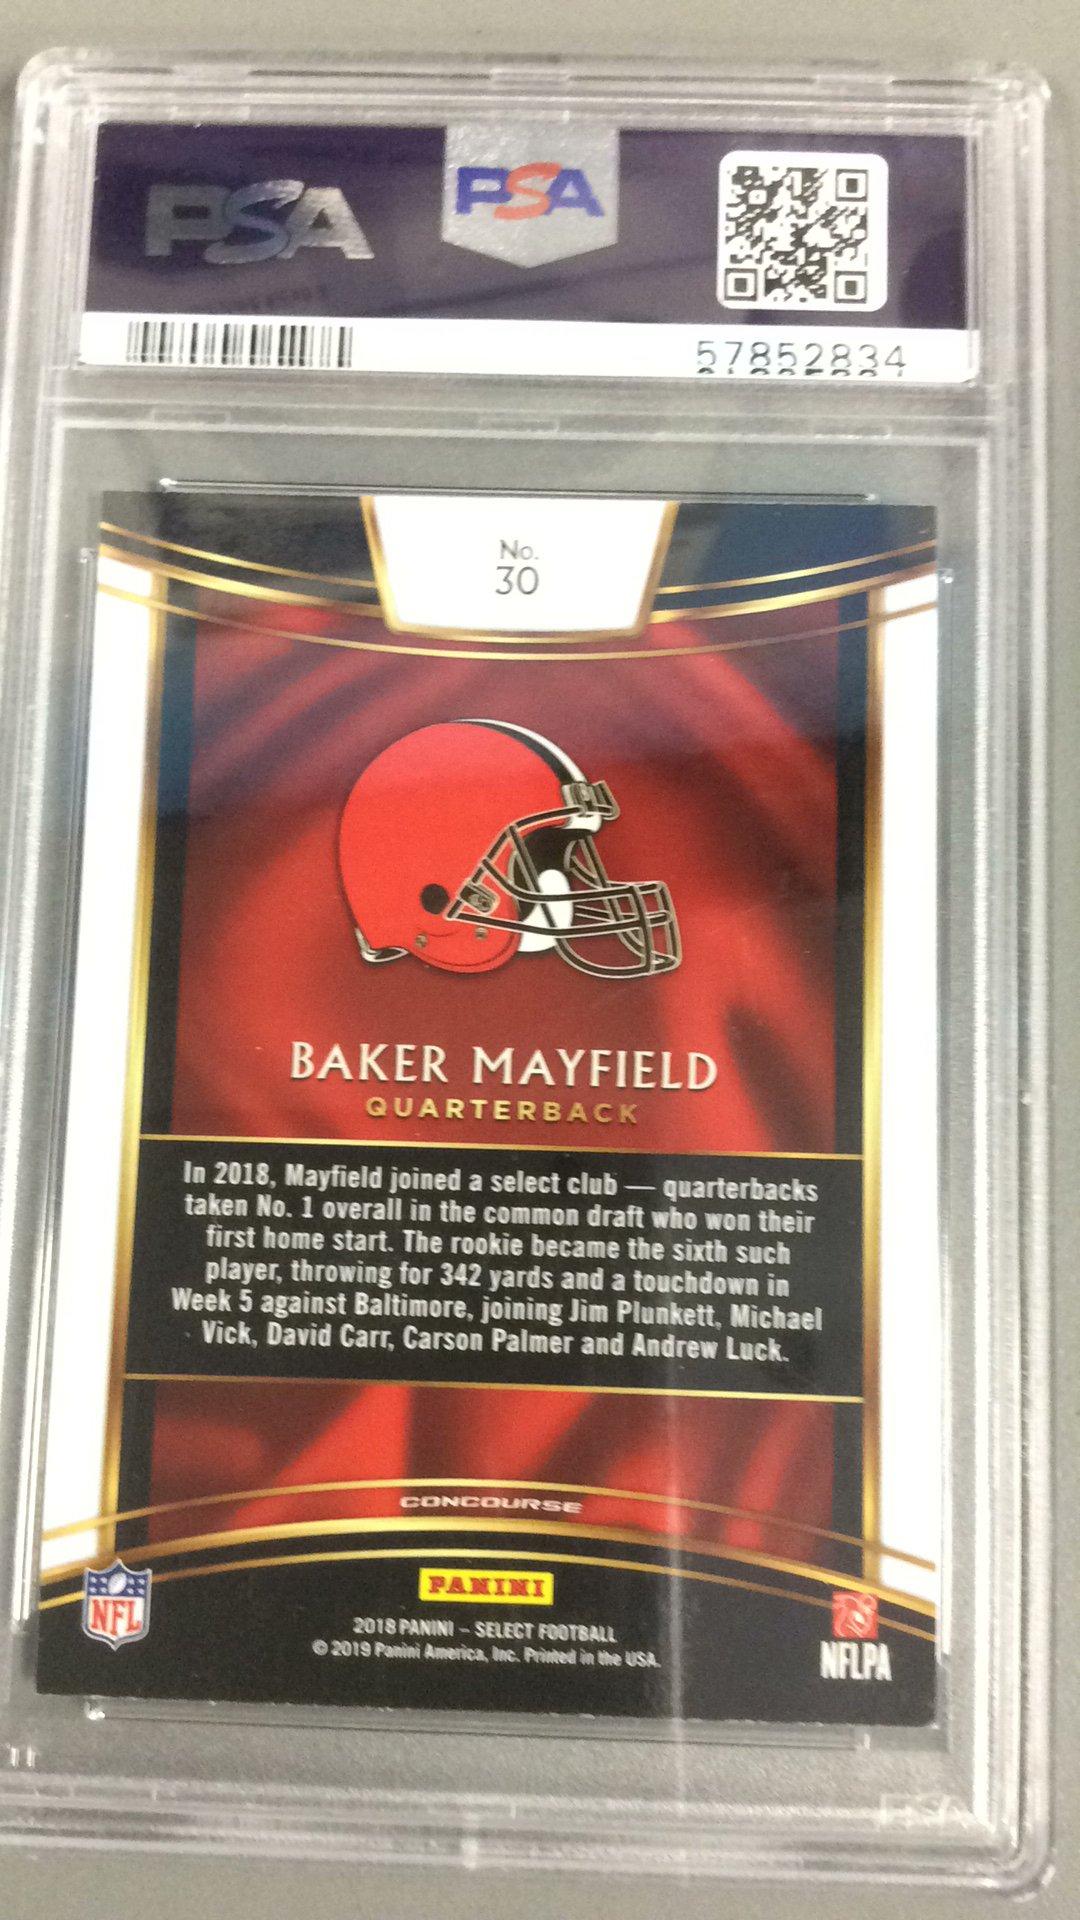 PSA
PSA
57852834
No.
30
BAKER MAYFIELD
QUARTERBACK
In 2018, Mayfield joined a select club — quarterbacks
taken No. 1 overall in the common draft who won their
first home start. The rookie became the sixth such
player, throwing for 342 yards and a touchdown in
Week 5 against Baltimore, joining Jim Plunkett, Michael
Vick, David Carr, Carson Palmer and Andrew Luck.
CONCOURSE
PANINI
NFL
2018 PANINI – SELECT FOOTBALL
© 2019 Panini America, Inc. Printed in the USA.
NFLPA
PSA